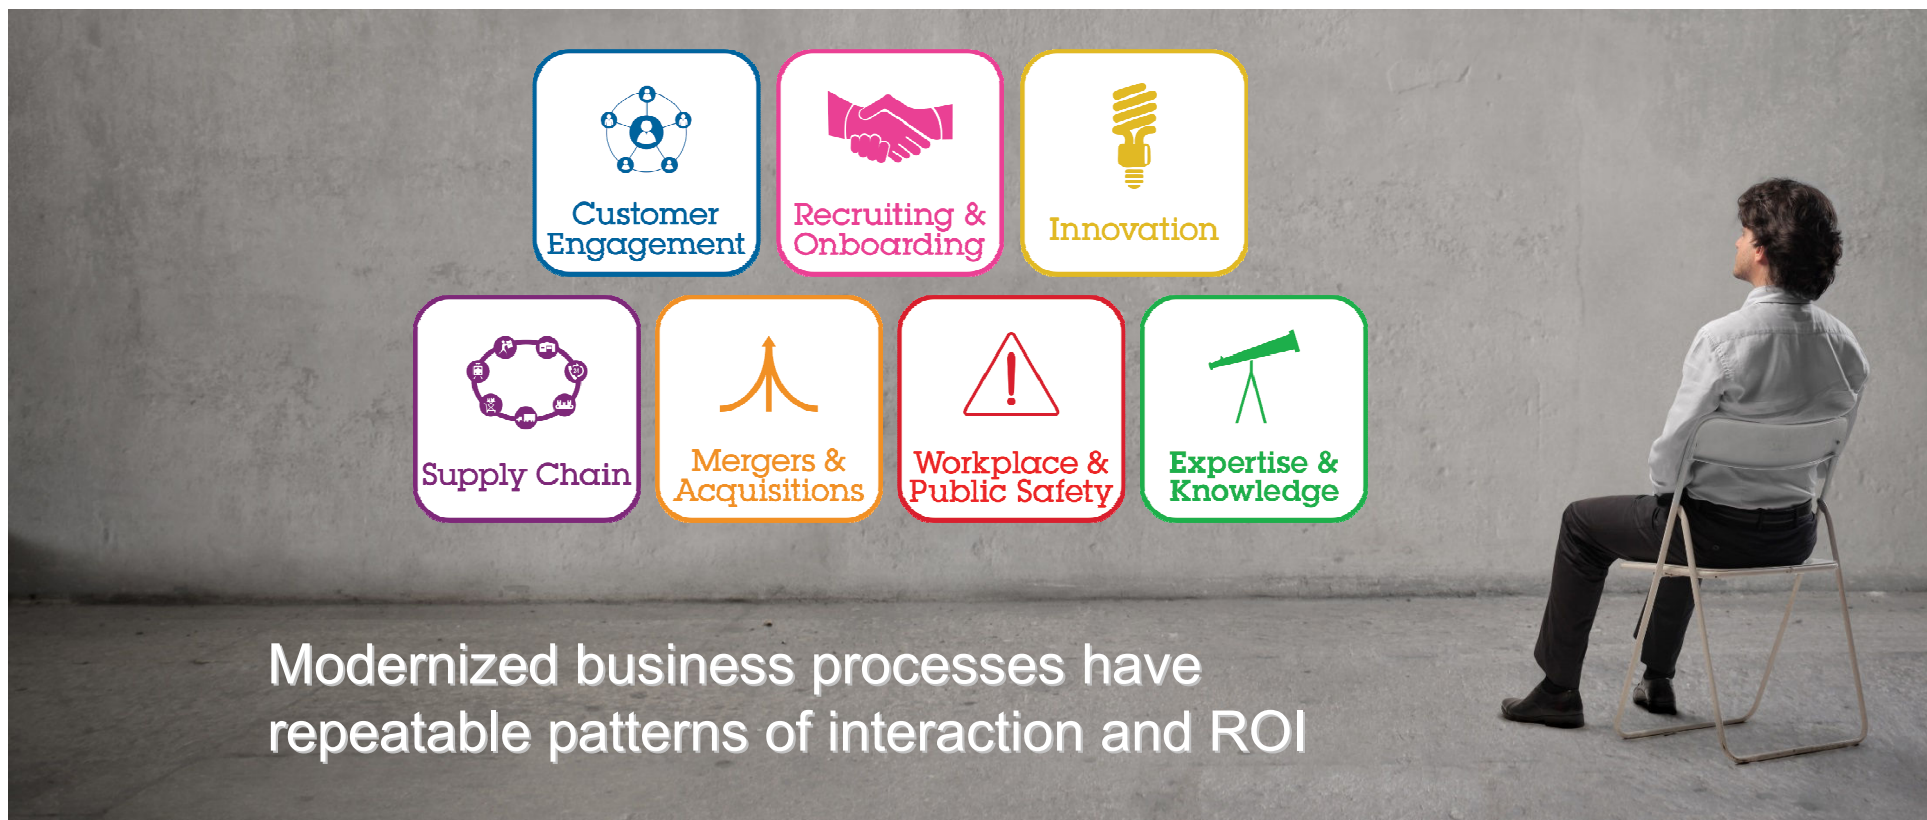 Customer
Engagement
Recruiting &
Onboarding
Innovation
Supply Chain
Mergers &
Acquisitions
Workplace &
Public Safety
Expertise &
Knowledge
Modernized business processes have
repeatable patterns of interaction and ROI